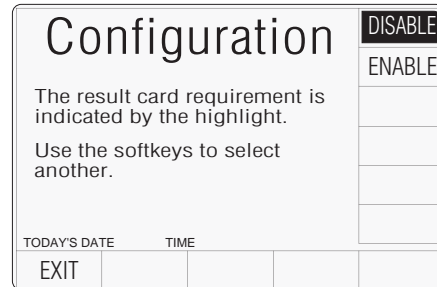 Configuration
DISABLE
ENABLE
The result card requirement is
indicated by the highlight.
Use the softkeys to select
another.
TODAY'S DATE TIME
EXIT